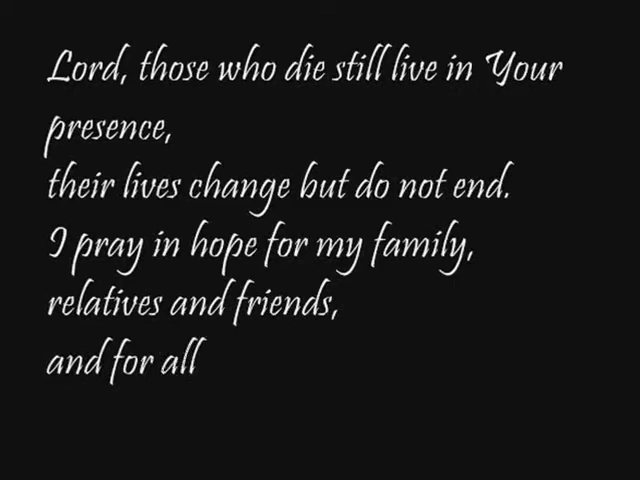 Lord, those who die still live in Your
presence,
their lives change but do not end.
I pray in hope for my family,
relatives and friends,
and for all